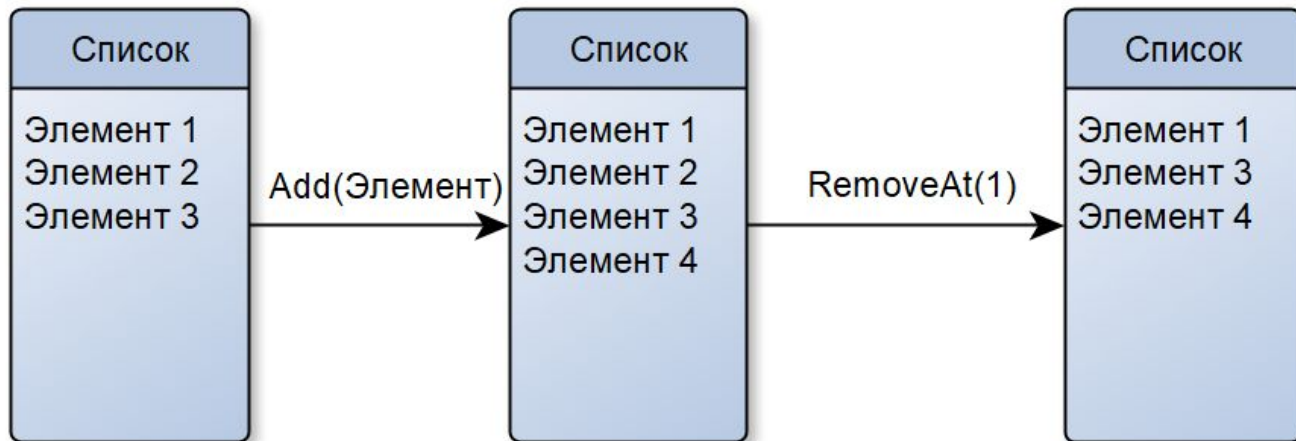 Список
Элемент 1
Элемент 2
Элемент 3
Add(Элемент)
Список
Элемент 1
Элемент 2
Элемент 3
Элемент 4
RemoveAt(1)
Список
Элемент 1
Элемент 3
Элемент 4